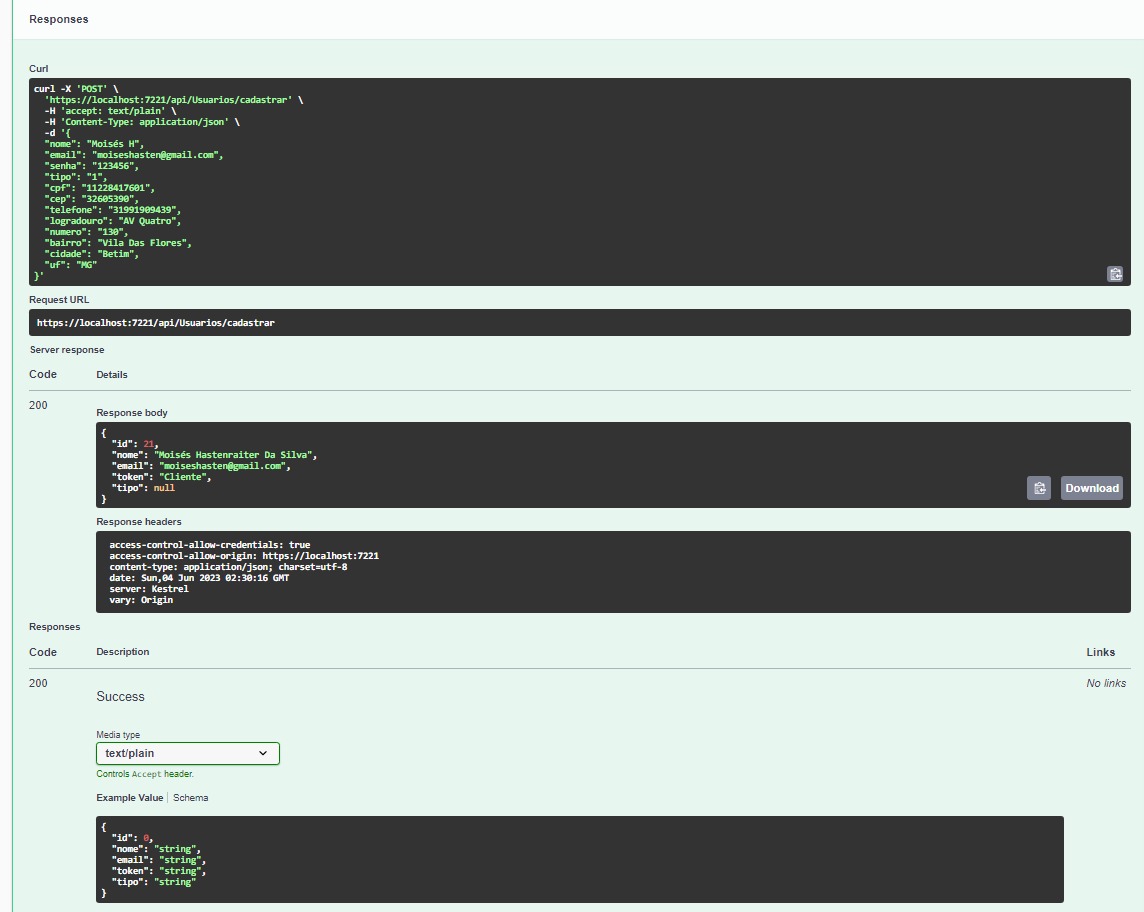 Responses
Curl
curl -X 'POST' \
  'https://localhost:7221/api/Usuarios/cadastrar' \
  -H 'accept: text/plain' \
  -H 'Content-Type: application/json' \
  -d '{
  "nome": "Moisés H",
  "email": "moiseshasten@gmail.com",
  "senha": "123456",
  "tipo": "1",
  "cpf": "11228417601",
  "cep": "32605390",
  "telefone": "31991909439",
  "logradouro": "AV Quatro",
  "numero": "130",
  "bairro": "Vila Das Flores",
  "cidade": "Betim",
  "uf": "MG"
}'
Request URL
https://localhost:7221/api/Usuarios/cadastrar
Server response
Code Details
200
Response body
{
  "id": 21,
  "nome": "Moisés Hastenraiter Da Silva",
  "email": "moiseshasten@gmail.com",
  "token": "Cliente",
  "tipo": null
}
Download
Response headers
access-control-allow-credentials: true
access-control-allow-origin: https://localhost:7221
content-type: application/json; charset=utf-8
date: Sun,04 Jun 2023 02:30:16 GMT
server: Kestrel
vary: Origin
Responses
Code Description Links
200 No links
Success
Media type
text/plain
Controls Accept header.
Example Value Schema
{
  "id": 0,
  "nome": "string",
  "email": "string",
  "token": "string",
  "tipo": "string"
}